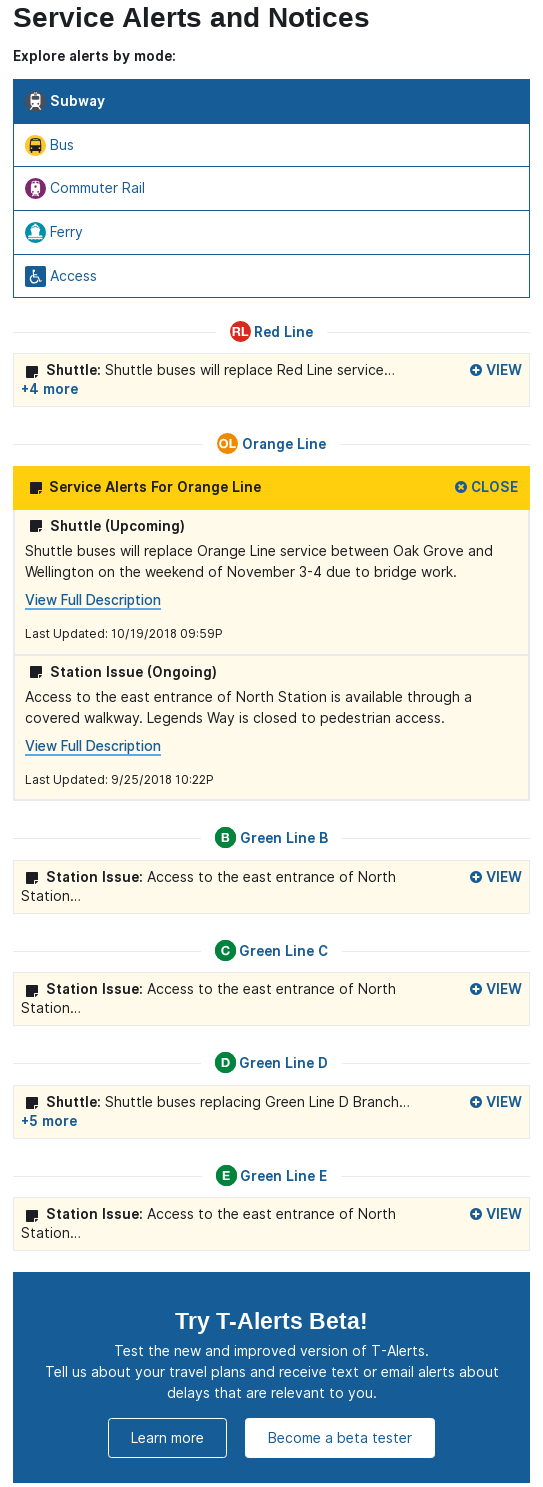 Service Alerts and Notices
Explore alerts by mode:
Subway
Bus
Commuter Rail
Ferry
Access
RL Red Line
Shuttle: Shuttle buses will replace Red Line service… VIEW
+4 more
OL Orange Line
Service Alerts For Orange Line CLOSE
Shuttle (Upcoming)
Shuttle buses will replace Orange Line service between Oak Grove and
Wellington on the weekend of November 3-4 due to bridge work.
View Full Description
Last Updated: 10/19/2018 09:59P
Station Issue (Ongoing)
Access to the east entrance of North Station is available through a
covered walkway. Legends Way is closed to pedestrian access.
View Full Description
Last Updated: 9/25/2018 10:22P
B Green Line B
Station Issue: Access to the east entrance of North VIEW
Station…
C Green Line C
Station Issue: Access to the east entrance of North VIEW
Station…
D Green Line D
Shuttle: Shuttle buses replacing Green Line D Branch… VIEW
+5 more
E Green Line E
Station Issue: Access to the east entrance of North VIEW
Station…
Try T-Alerts Beta!
Test the new and improved version of T-Alerts.
Tell us about your travel plans and receive text or email alerts about
delays that are relevant to you.
Learn more Become a beta tester